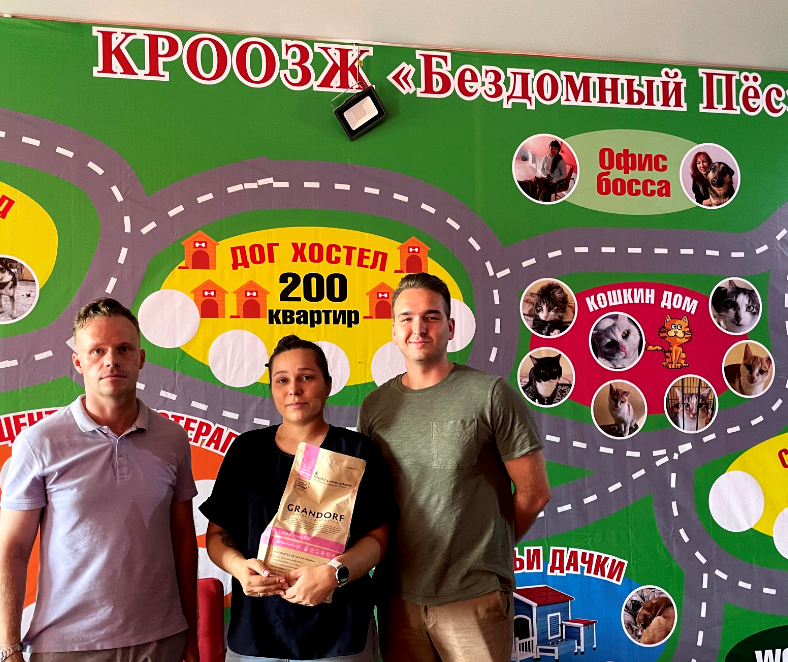 КРООЗЖ «Бездомный Пёс
Офис
босса
ДОГ ХОСТЕЛ
200
квартир
КОШКИН ДОМ
GRANDORF
ДАЧКИ